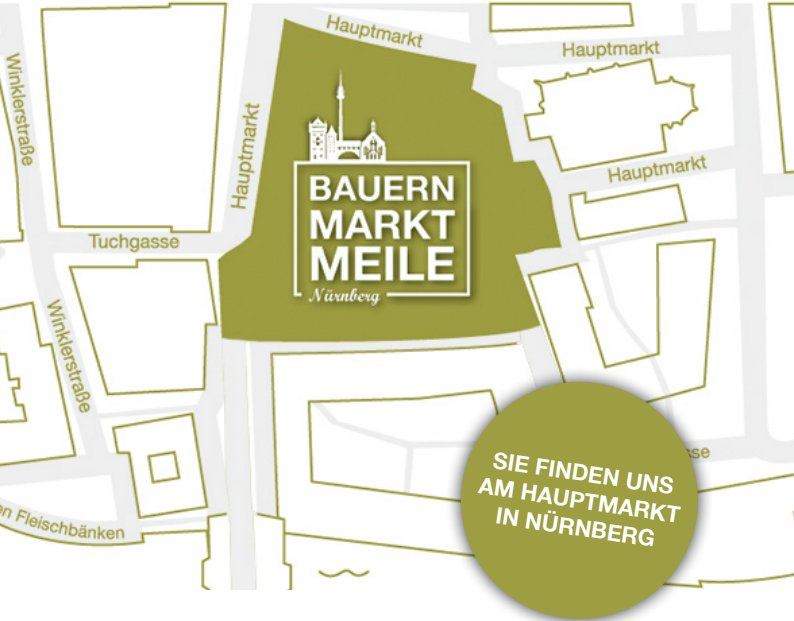 Hauptmarkt
Hauptmarkt
Winklerstraße
Hauptmarkt
Hauptmarkt
BAUERN
MARKT
MEILE
Nürnberg
Tuchgasse
Winklerstraße
SIE FINDEN UNS
AM HAUPTMARKT
IN NÜRNBERG
Fleischbänken